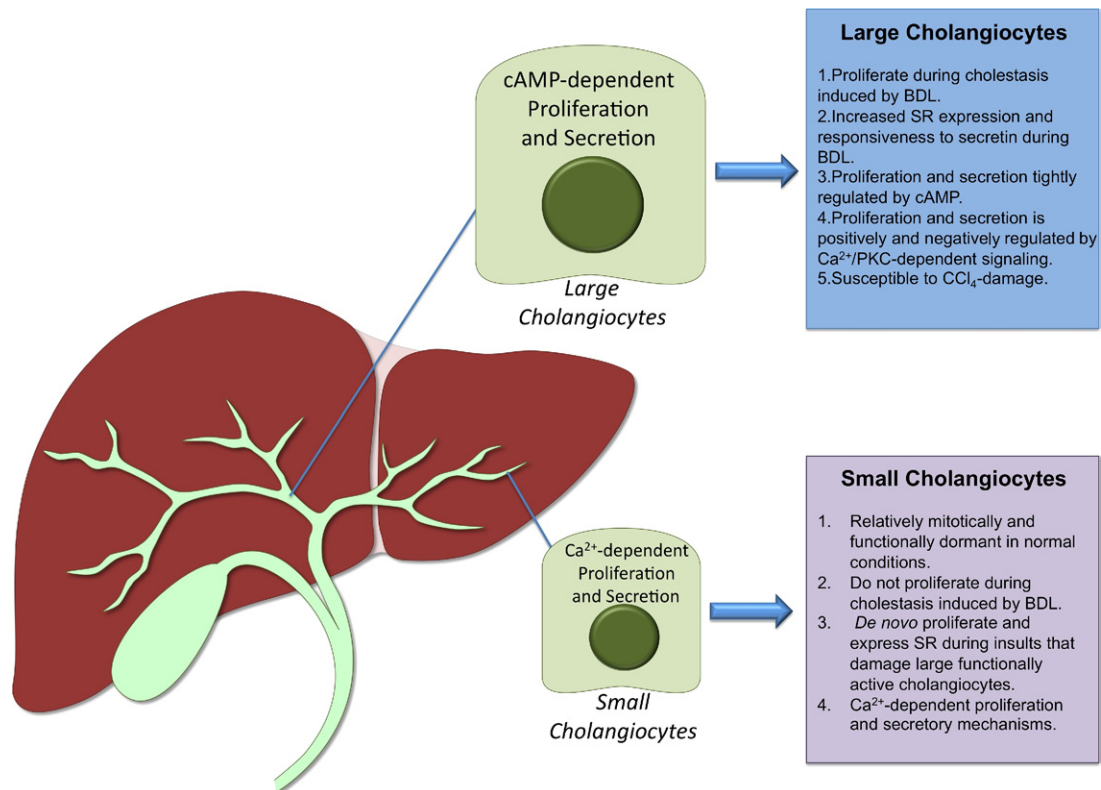 cAMP-dependent
Proliferation
and Secretion
Large
Cholangiocytes
Large Cholangiocytes
1.Proliferate during cholestasis
induced by BDL.
2.Increased SR expression and
responsiveness to secretin during
BDL.
3.Proliferation and secretion tightly
regulated by cAMP.
4.Proliferation and secretion is
positively and negatively regulated by
Ca²⁺/PKC-dependent signaling.
5.Susceptible to CCl₄-damage.
Ca²⁺-dependent
Proliferation
and Secretion
Small
Cholangiocytes
Small Cholangiocytes
1. Relatively mitotically and
functionally dormant in normal
conditions.
2. Do not proliferate during
cholestasis induced by BDL.
3. De novo proliferate and
express SR during insults that
damage large functionally
active cholangiocytes.
4. Ca²⁺-dependent proliferation
and secretory mechanisms.